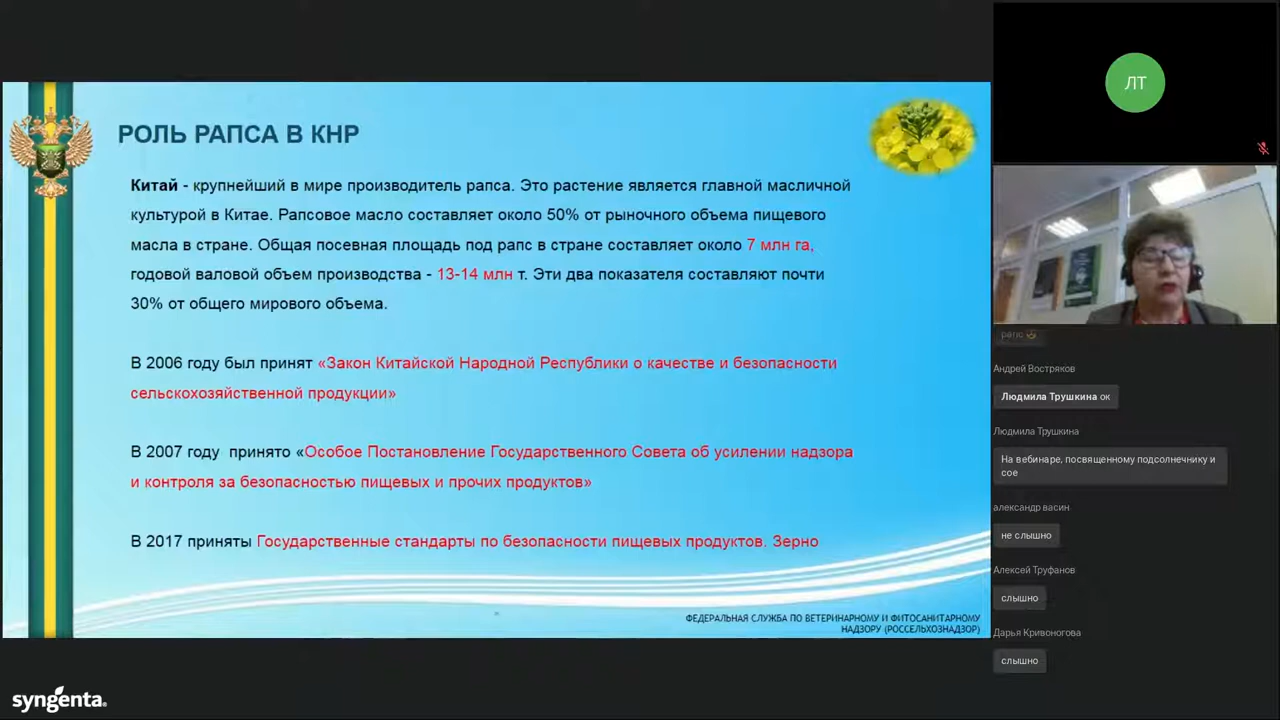 РОЛЬ РАПСА В КНР
Китай - крупнейший в мире производитель рапса. Это растение является главной масличной
культурой в Китае. Рапсовое масло составляет около 50% от рыночного объема пищевого
масла в стране. Общая посевная площадь под рапс в стране составляет около 7 млн га,
годовой валовой объем производства - 13-14 млн т. Эти два показателя составляют почти
30% от общего мирового объема.
В 2006 году был принят «Закон Китайской Народной Республики о качестве и безопасности
сельскохозяйственной продукции»
В 2007 году принято «Особое Постановление Государственного Совета об усилении надзора
и контроля за безопасностью пищевых и прочих продуктов»
В 2017 приняты Государственные стандарты по безопасности пищевых продуктов. Зерно
ФЕДЕРАЛЬНАЯ СЛУЖБА ПО ВЕТЕРИНАРНОМУ И ФИТОСАНИТАРНОМУ
НАДЗОРУ (РОССЕЛЬХОЗНАДЗОР)
syngenta
ЛТ
рапс
Андрей Востряков
Людмила Трушкина ок
Людмила Трушкина
На вебинаре, посвященному подсолнечнику и
сое
александр васин
не слышно
Алексей Труфанов
слышно
Дарья Кривоногова
слышно